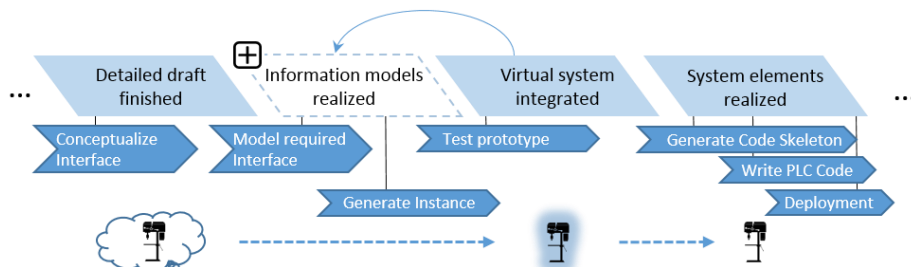 Detailed draft
finished
Information models
realized
Virtual system
integrated
System elements
realized
...
...
Conceptualize
Interface
Model required
Interface
Test prototype
Generate Code Skeleton
Write PLC Code
Generate Instance
Deployment